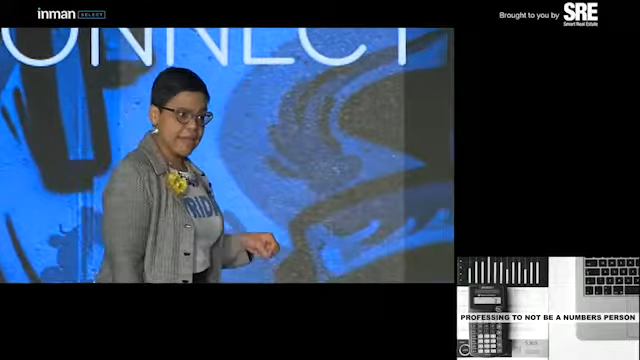 inman SELECT
Brought to you by SRE
Smart Real Estate
ONNECT
PROFESSING TO NOT BE A NUMBERS PERSON